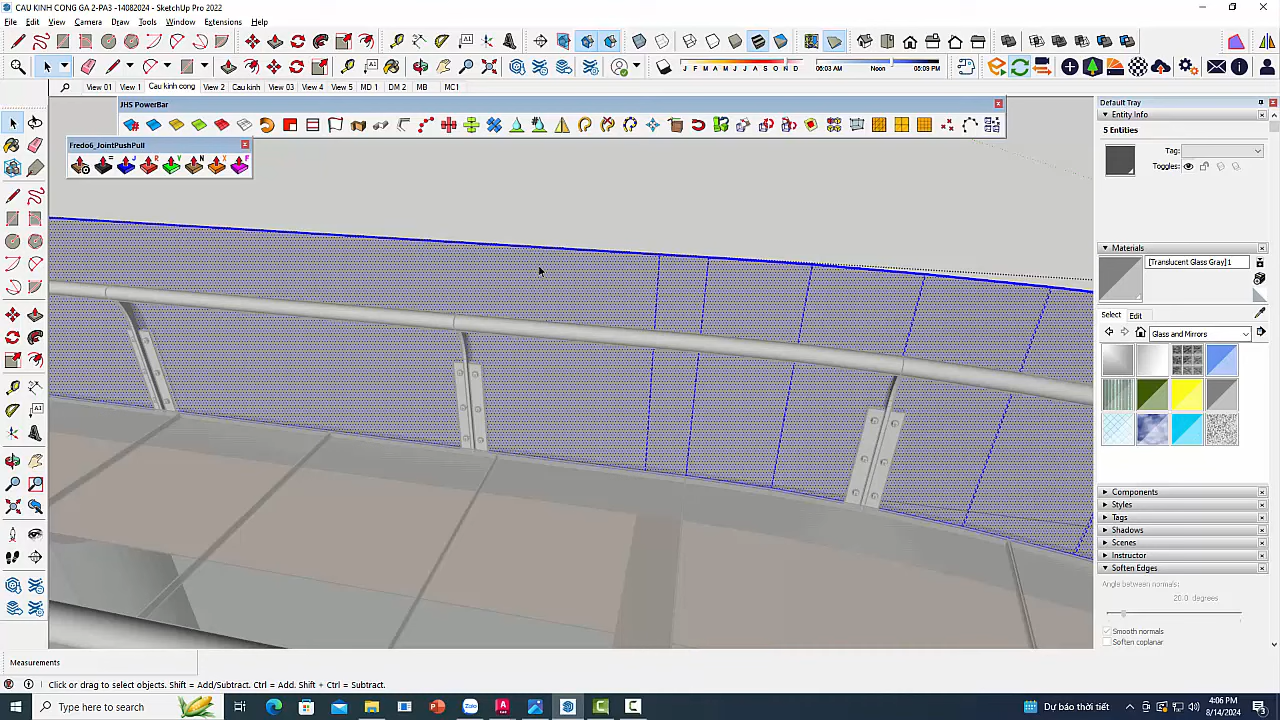 CAU KINH CONG GA 2-PA3 -14082024 - SketchUp Pro 2022
File Edit View Camera Draw Tools Window Extensions Help
J F M A M J J A S O N D
06:03 AM Noon 05:09 PM
View 01 View 1 Cau kinh cong View 2 Cau kinh View 03 View 4 View 5 MD 1 DM 2 MB MC1
JHS PowerBar
Fredo6_JointPushPull
Default Tray
Entity Info
5 Entities
Tag:
Toggles:
Materials
[Translucent Glass Gray]1
Select Edit
Glass and Mirrors
Components
Styles
Tags
Shadows
Scenes
Instructor
Soften Edges
Angle between normals:
20.0 degrees
Smooth normals
Soften coplanar
Measurements
Click or drag to select objects. Shift = Add/Subtract. Ctrl = Add. Shift + Ctrl = Subtract.
Type here to search
Dự báo thời tiết
4:06 PM
8/14/2024